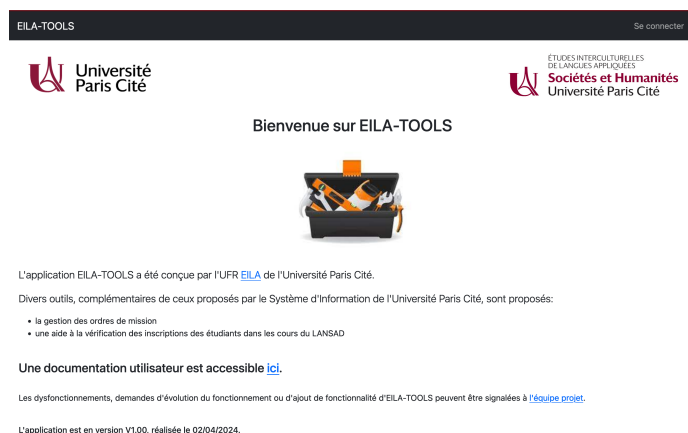 EILA-TOOLS
Se connecter
Université
Paris Cité
ÉTUDES INTERCULTURELLES
DE LANGUES APPLIQUÉES
Sociétés et Humanités
Université Paris Cité
Bienvenue sur EILA-TOOLS
L'application EILA-TOOLS a été conçue par l'UFR EILA de l'Université Paris Cité.
Divers outils, complémentaires de ceux proposés par le Système d'Information de l'Université Paris Cité, sont proposés:
• la gestion des ordres de mission
• une aide à la vérification des inscriptions des étudiants dans les cours du LANSAD
Une documentation utilisateur est accessible ici.
Les dysfonctionnements, demandes d'évolution du fonctionnement ou d'ajout de fonctionnalité d'EILA-TOOLS peuvent être signalées à l'équipe projet.
L'application est en version V1.00, réalisée le 02/04/2024.